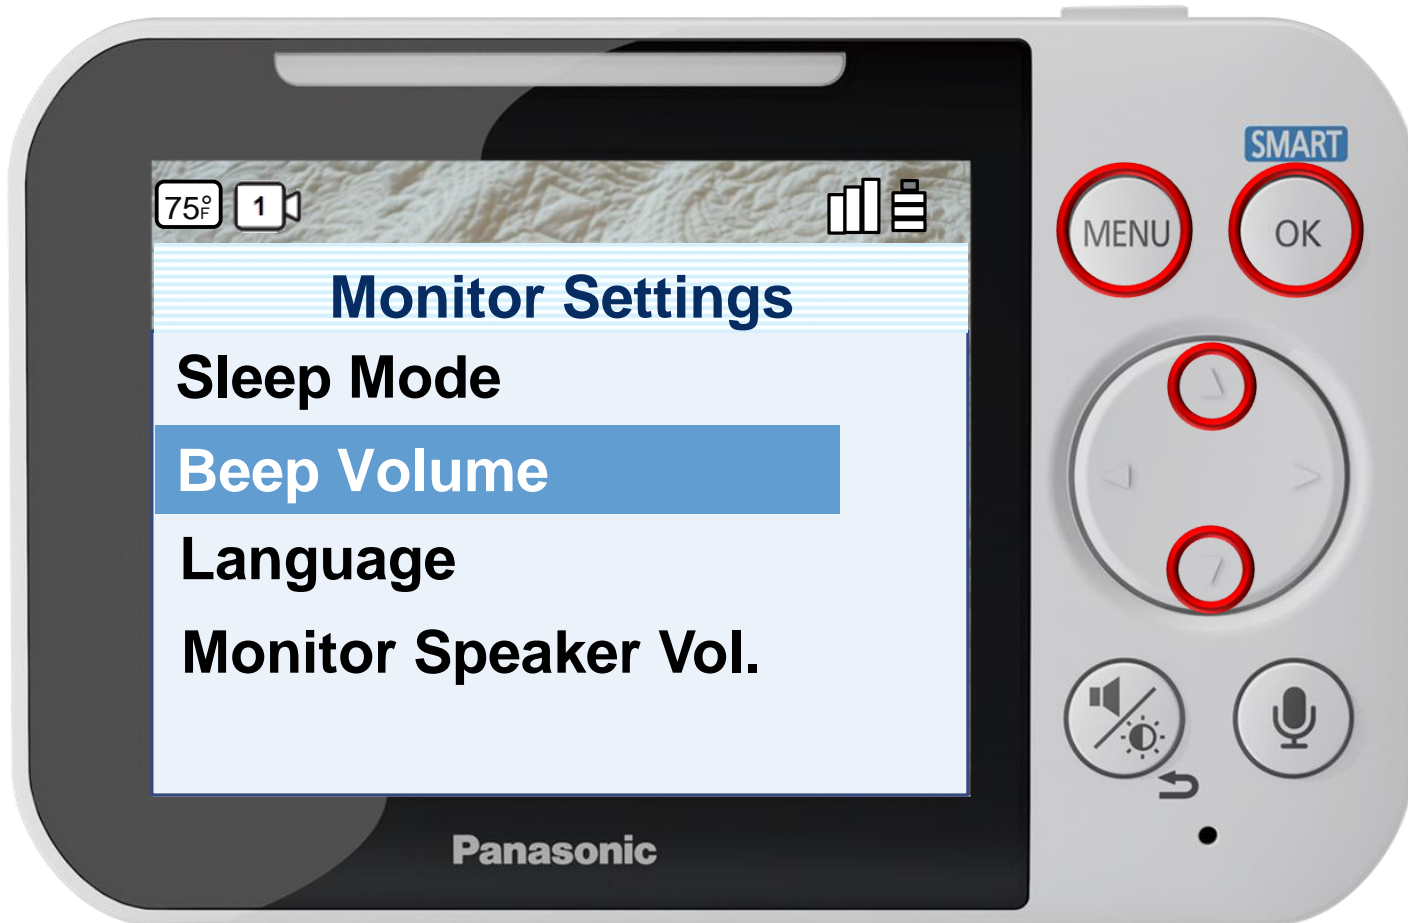 SMART
75°F 1
MENU OK
Monitor Settings
Sleep Mode
Beep Volume
Language
Monitor Speaker Vol.
Panasonic